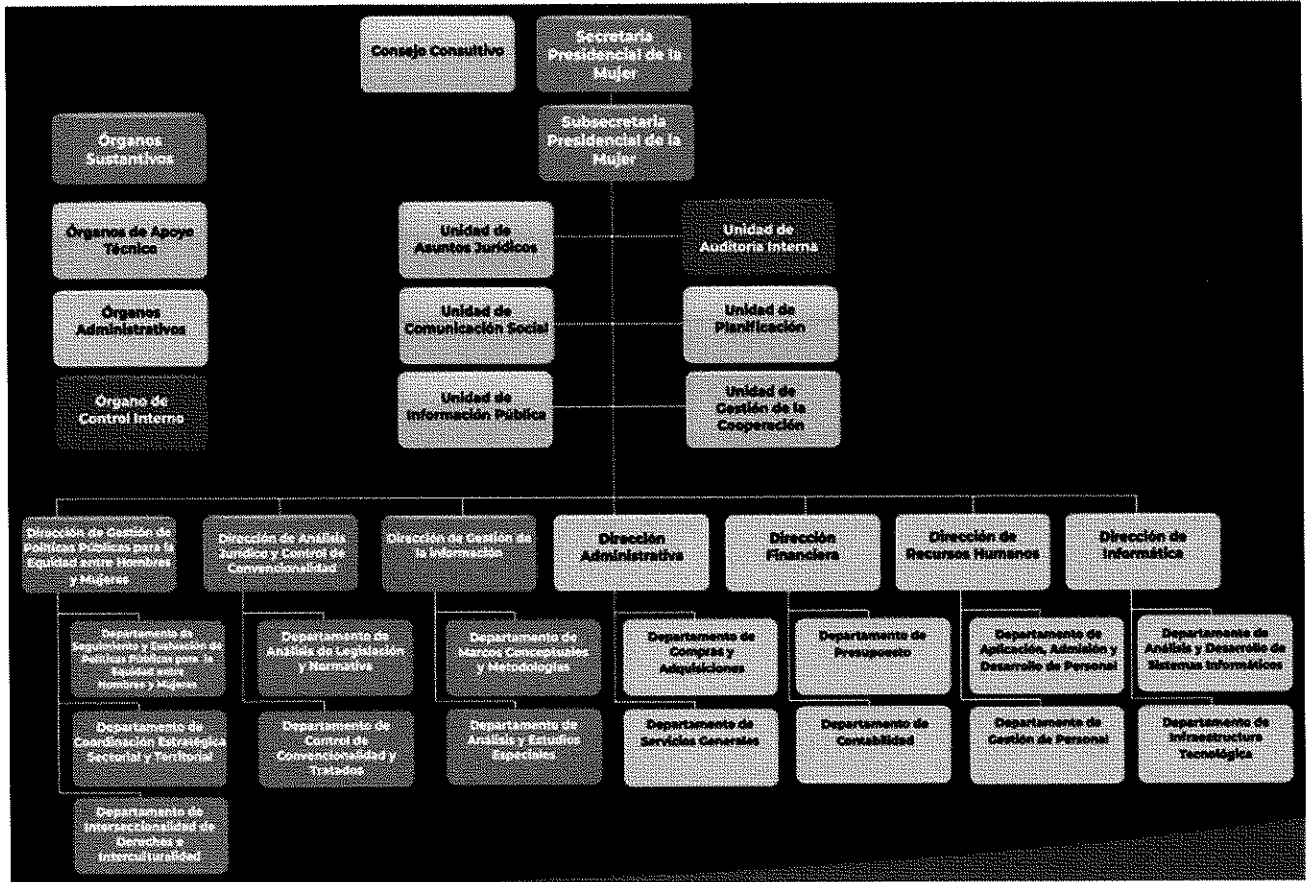 Consejo Consultivo
Secretaria
Presidencial de la
Mujer
Subsecretaria
Presidencial de la
Mujer
Órganos
Sustantivos
Órganos de Apoyo
Técnico
Órganos
Administrativos
Órgano de
Control Interno
Unidad de
Asuntos Jurídicos
Unidad de
Auditoría Interna
Unidad de
Comunicación Social
Unidad de
Planificación
Unidad de
Información Pública
Unidad de
Gestión de la
Cooperación
Dirección de Gestión de
Políticas Públicas para la
Equidad entre Hombres
y Mujeres
Dirección de Análisis
Jurídico y Control de
Convencionalidad
Dirección de Gestión de
la Información
Dirección
Administrativa
Dirección
Financiera
Dirección de
Recursos Humanos
Dirección de
Informática
Departamento de
Seguimiento y Evaluación de
Políticas Públicas para la
Equidad entre
Hombres y Mujeres
Departamento de
Análisis de Legislación
y Normativa
Departamento de
Marcos Conceptuales
y Metodologías
Departamento de
Compras y
Adquisiciones
Departamento de
Presupuesto
Departamento de
Aplicación, Admisión y
Desarrollo de Personal
Departamento de
Análisis y Desarrollo de
Sistemas Informáticos
Departamento de
Coordinación Estratégica
Sectorial y Territorial
Departamento de
Control de
Convencionalidad y
Tratados
Departamento de
Análisis y Estudios
Especiales
Departamento de
Servicios Generales
Departamento de
Contabilidad
Departamento de
Gestión de Personal
Departamento de
Infraestructura
Tecnológica
Departamento de
Interseccionalidad de
Derechos e
Interculturalidad